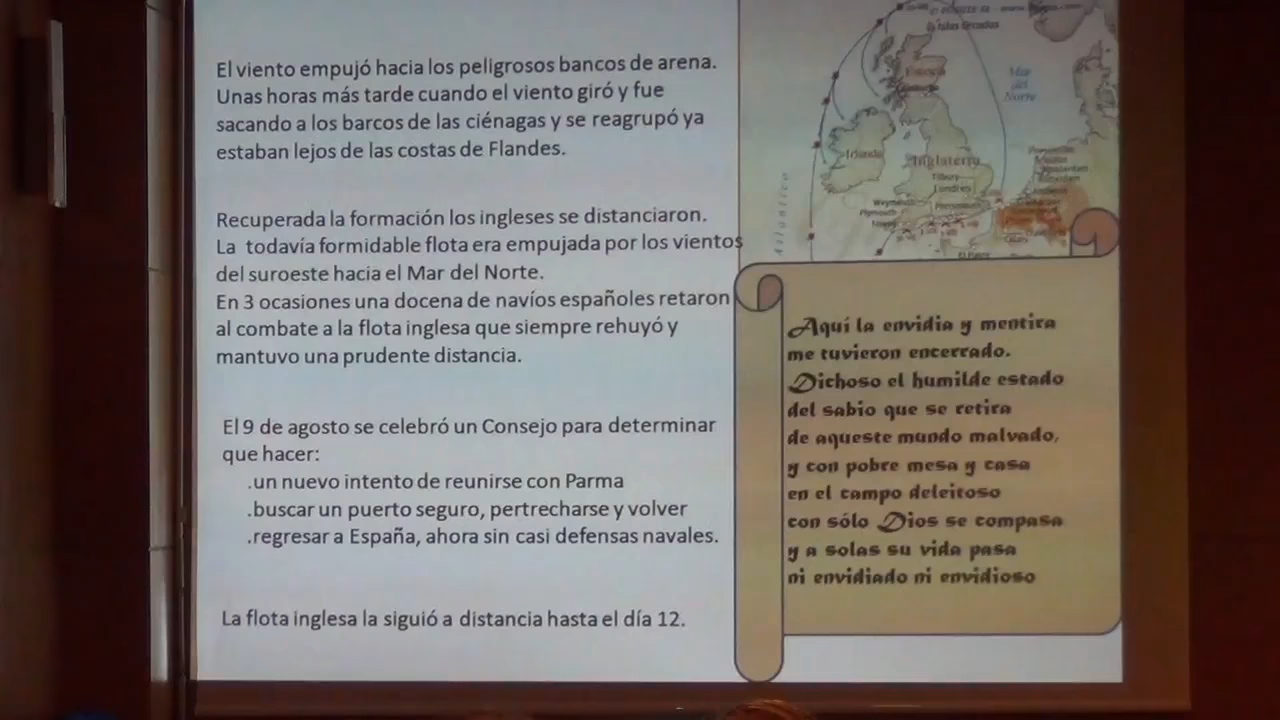 El viento empujó hacia los peligrosos bancos de arena.
Unas horas más tarde cuando el viento giró y fue
sacando a los barcos de las ciénagas y se reagrupó ya
estaban lejos de las costas de Flandes.
Recuperada la formación los ingleses se distanciaron.
La todavía formidable flota era empujada por los vientos
del suroeste hacia el Mar del Norte.
En 3 ocasiones una docena de navíos españoles retaron
al combate a la flota inglesa que siempre rehuyó y
mantuvo una prudente distancia.
El 9 de agosto se celebró un Consejo para determinar
que hacer:
.un nuevo intento de reunirse con Parma
.buscar un puerto seguro, pertrecharse y volver
.regresar a España, ahora sin casi defensas navales.
La flota inglesa la siguió a distancia hasta el día 12.
Mar
del
Norte
Irlanda
Inglaterra
Tilbury
Londres
Weymouth
Plymouth
Portsmouth
Atlántico
Aquí la envidia y mentira
me tuvieron encerrado.
Dichoso el humilde estado
del sabio que se retira
de aqueste mundo malvado,
y con pobre mesa y casa
en el campo deleitoso
con sólo Dios se compasa
y a solas su vida pasa
ni envidiado ni envidioso